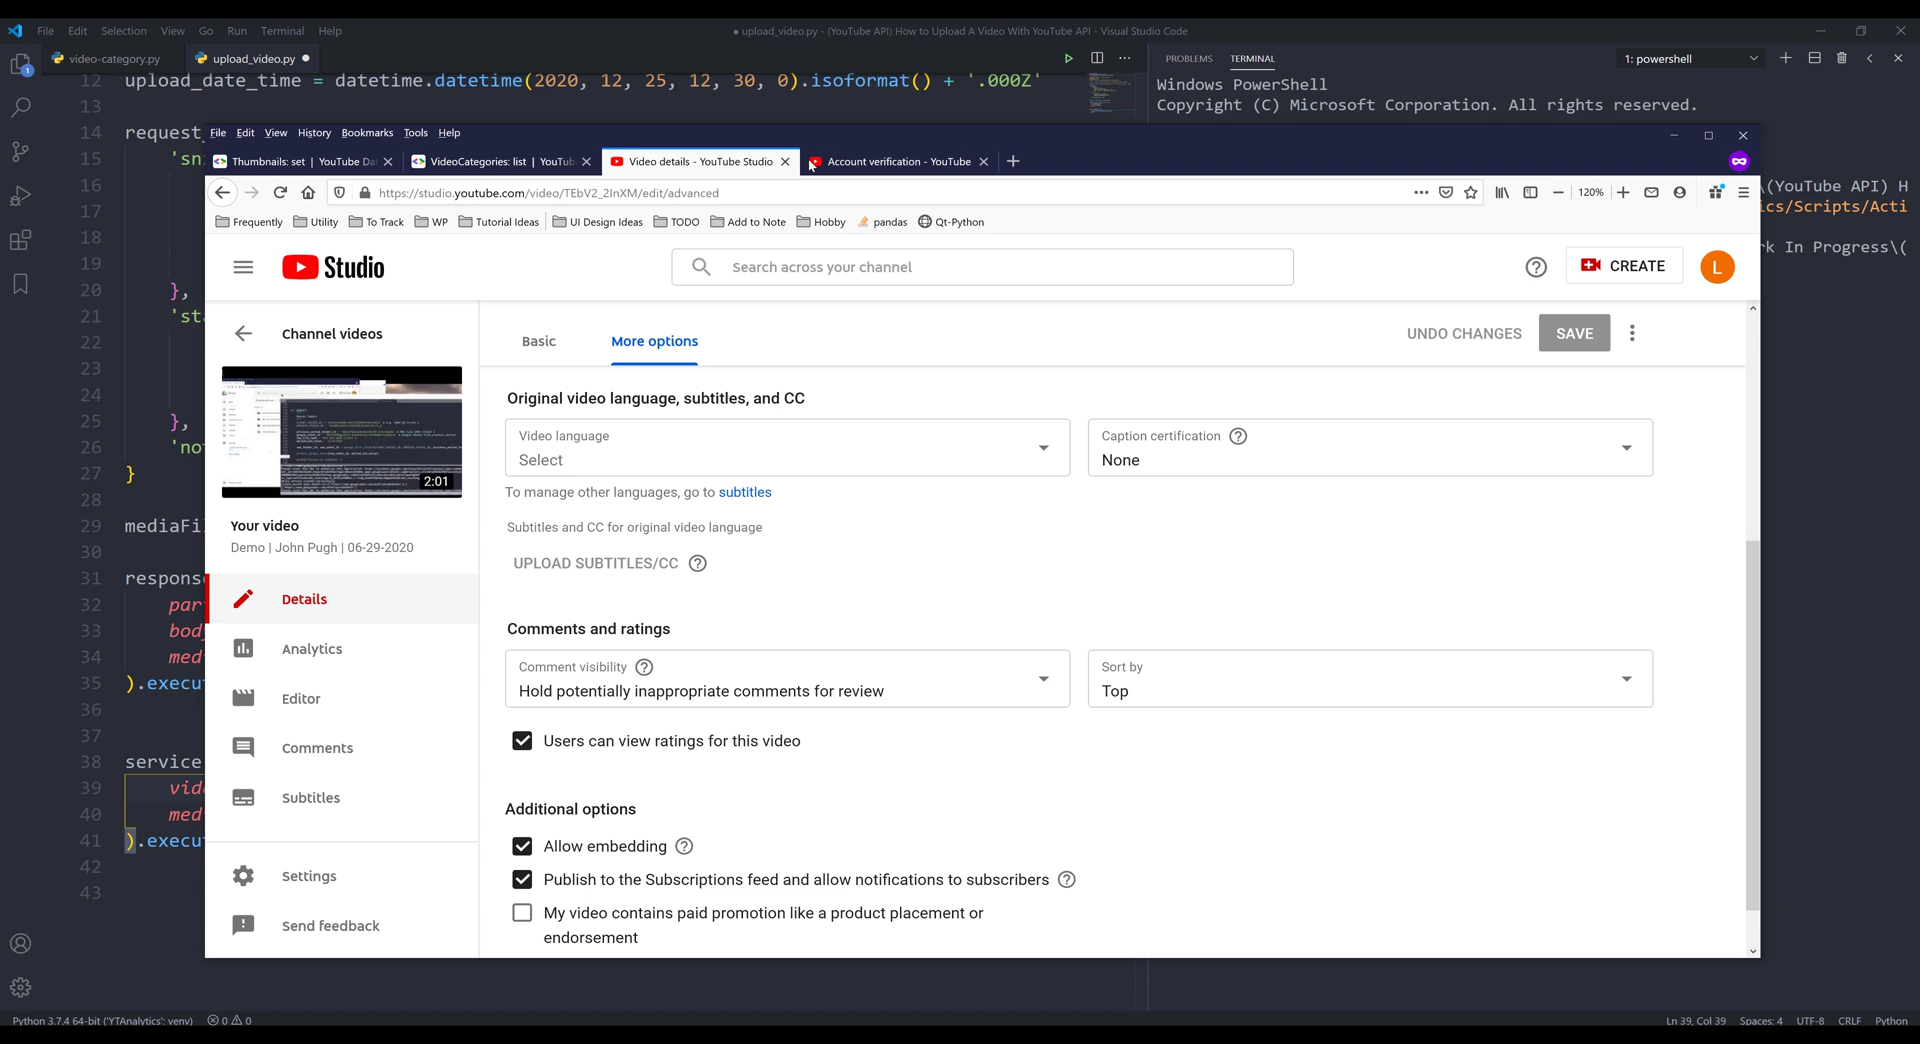 File Edit Selection View Go Run Terminal Help
● upload_video.py - (YouTube API) How to Upload A Video With YouTube API - Visual Studio Code
video-category.py
upload_video.py
PROBLEMS TERMINAL
1: powershell
1
12 upload_date_time = datetime.datetime(2020, 12, 25, 12, 30, 0).isoformat() + '.000Z'
Windows PowerShell
Copyright (C) Microsoft Corporation. All rights reserved.
13
14 request_
15 'sn
16
17
18
19
20 },
21 'sta
22
23
24
25 },
26 'no
27 }
28
29 mediaFi
30
31 respons
32 par
33 bod
34 med
35 ).execu
36
37
38 service
39 vide
40 med
41 ).execu
42
43
\(YouTube API) H
ics/Scripts/Acti
rk In Progress\(
File Edit View History Bookmarks Tools Help
Thumbnails: set | YouTube Da
VideoCategories: list | YouTub
Video details - YouTube Studio
Account verification - YouTube
https://studio.youtube.com/video/TEbV2_2InXM/edit/advanced
120%
Frequently Utility To Track WP Tutorial Ideas UI Design Ideas TODO Add to Note Hobby pandas Qt-Python
Studio
Search across your channel
CREATE
L
Channel videos
2:01
Your video
Demo | John Pugh | 06-29-2020
Details
Analytics
Editor
Comments
Subtitles
Settings
Send feedback
Basic
More options
UNDO CHANGES
SAVE
Original video language, subtitles, and CC
Video language
Select
Caption certification
None
To manage other languages, go to subtitles
Subtitles and CC for original video language
UPLOAD SUBTITLES/CC
Comments and ratings
Comment visibility
Hold potentially inappropriate comments for review
Sort by
Top
Users can view ratings for this video
Additional options
Allow embedding
Publish to the Subscriptions feed and allow notifications to subscribers
My video contains paid promotion like a product placement or
endorsement
Python 3.7.4 64-bit ('YTAnalytics': venv)
0 0
Ln 39, Col 39 Spaces: 4 UTF-8 CRLF Python